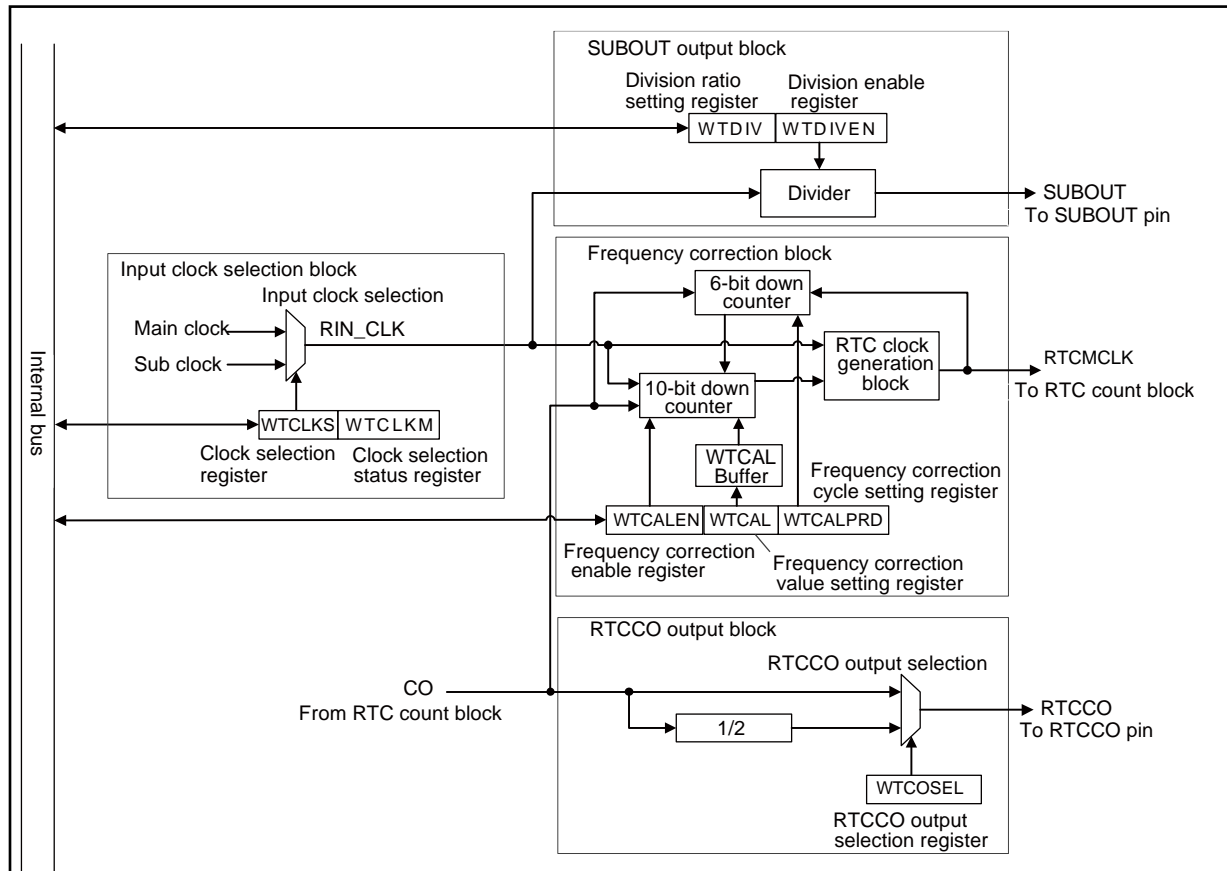 SUBOUT output block
Division ratio
setting register
Division enable
register
WTDIV
WTDIVEN
Divider
SUBOUT
To SUBOUT pin
Input clock selection block
Input clock selection
Main clock
Sub clock
RIN_CLK
WTCLKS
WTCLKM
Clock selection
register
Clock selection
status register
Internal bus
Frequency correction block
6-bit down
counter
RTC clock
generation
block
10-bit down
counter
RTCMCLK
To RTC count block
WTCAL
Buffer
Frequency correction
cycle setting register
WTCALEN
WTCAL
WTCALPRD
Frequency correction
enable register
Frequency correction
value setting register
RTCCO output block
RTCCO output selection
CO
From RTC count block
1/2
RTCCO
To RTCCO pin
WTCOSEL
RTCCO output
selection register